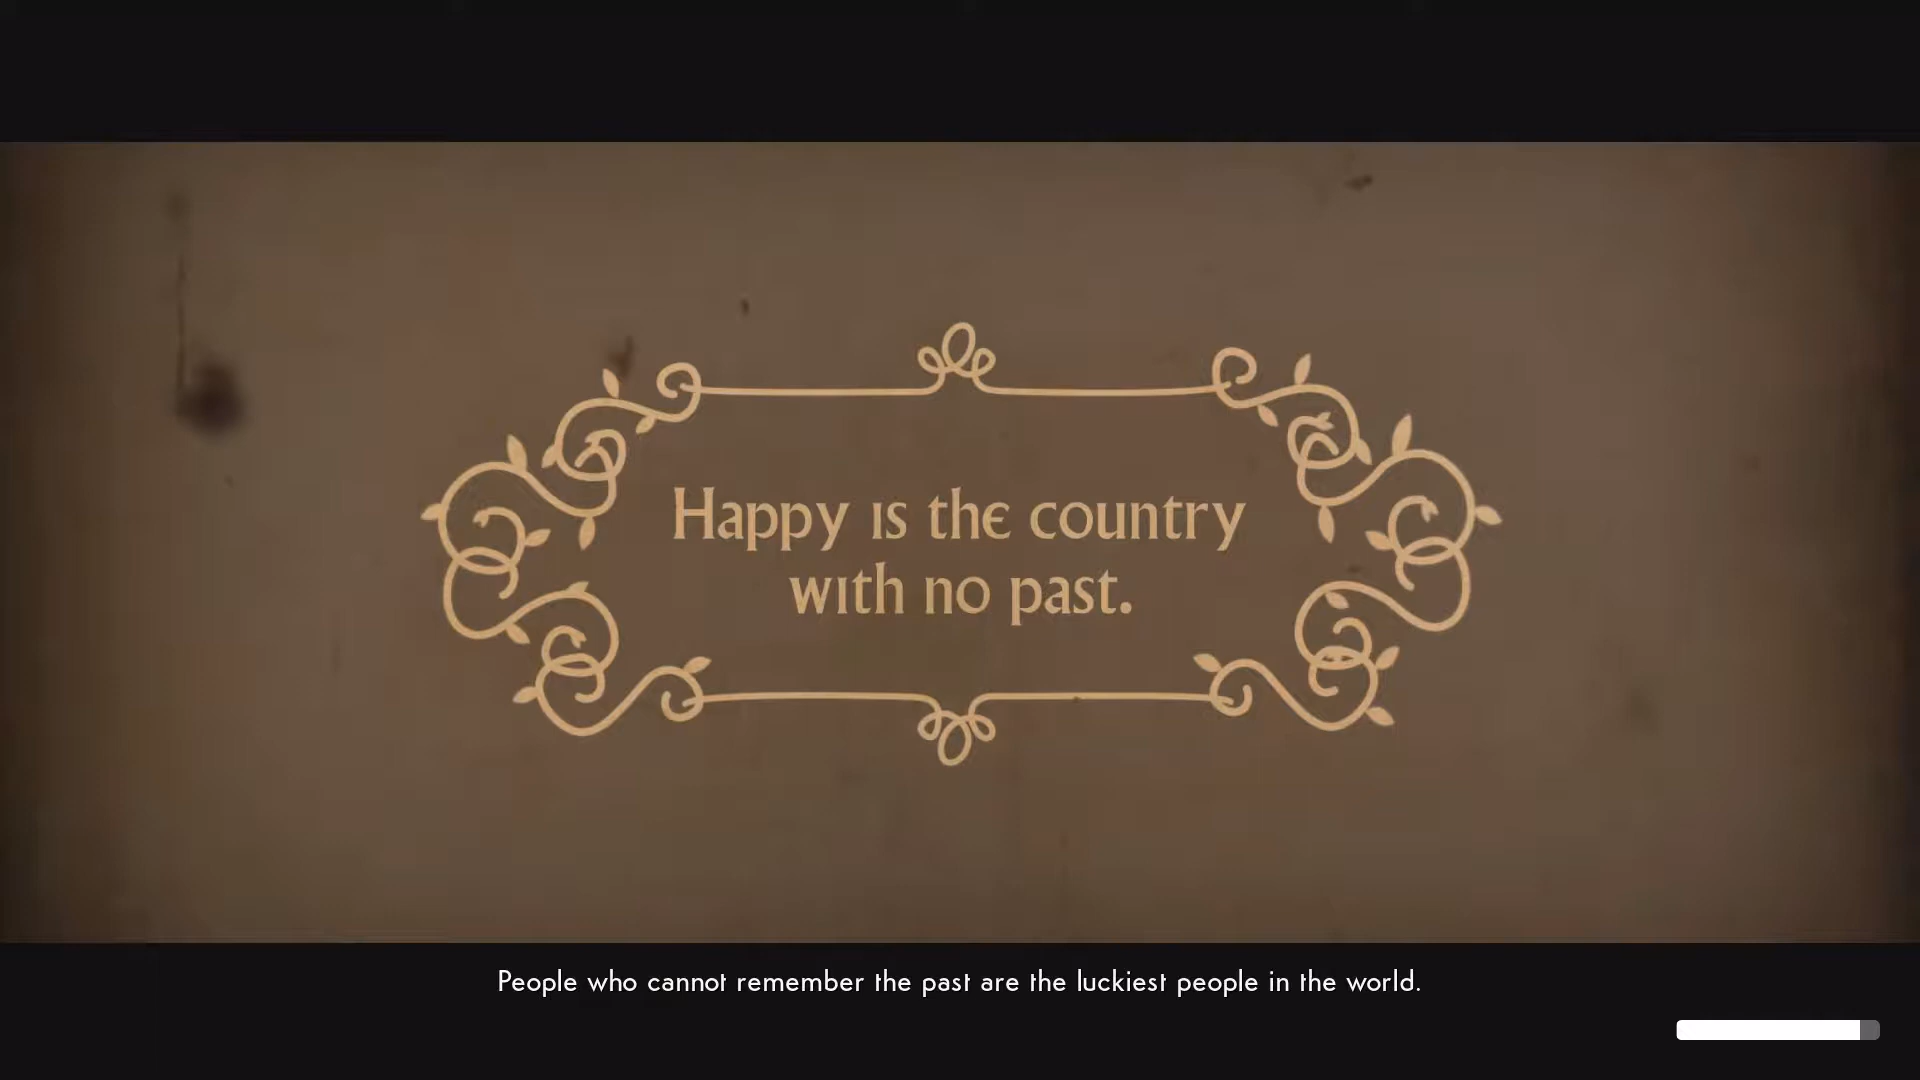 Happy is the country
with no past.
People who cannot remember the past are the luckiest people in the world.